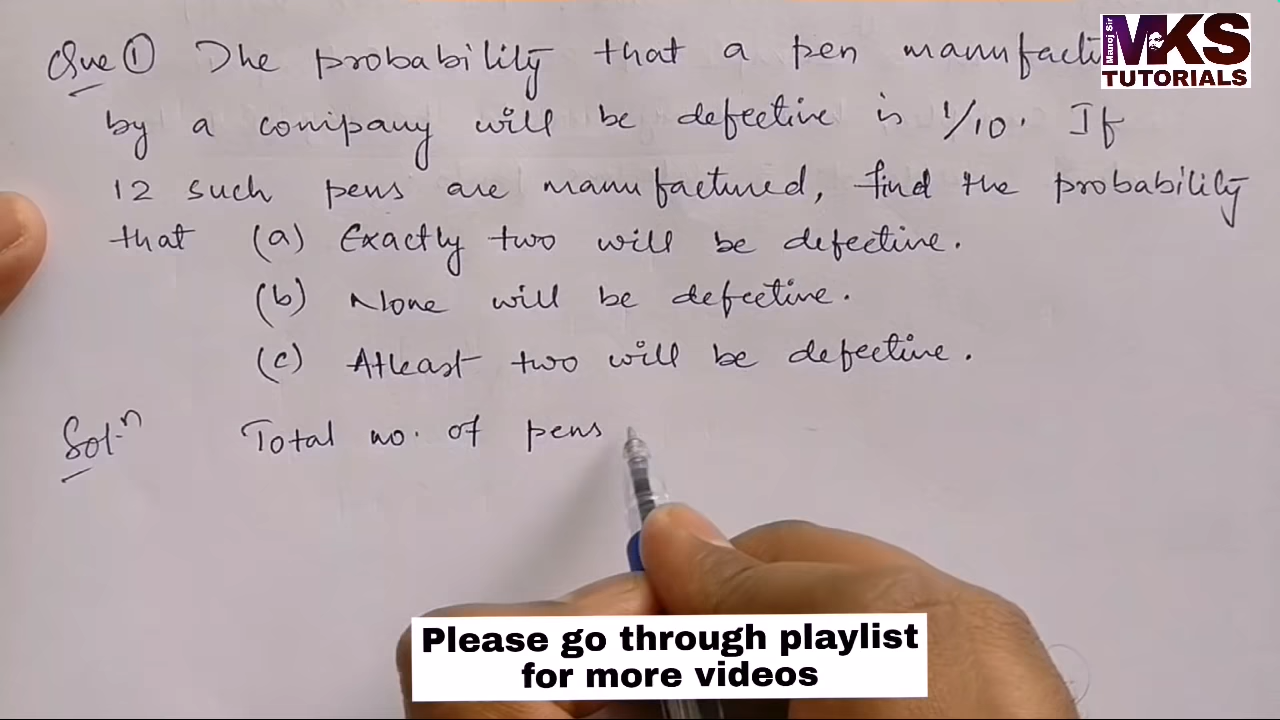 Que ① The probability that a pen manufactu
by a company will be defective is 1/10. If
12 such pens are manufactured, find the probability
that (a) Exactly two will be defective.
(b) None will be defective.
(c) Atleast two will be defective.
Sol.ⁿ Total no. of pens
Manoj Sir
MKS
TUTORIALS
Please go through playlist
for more videos